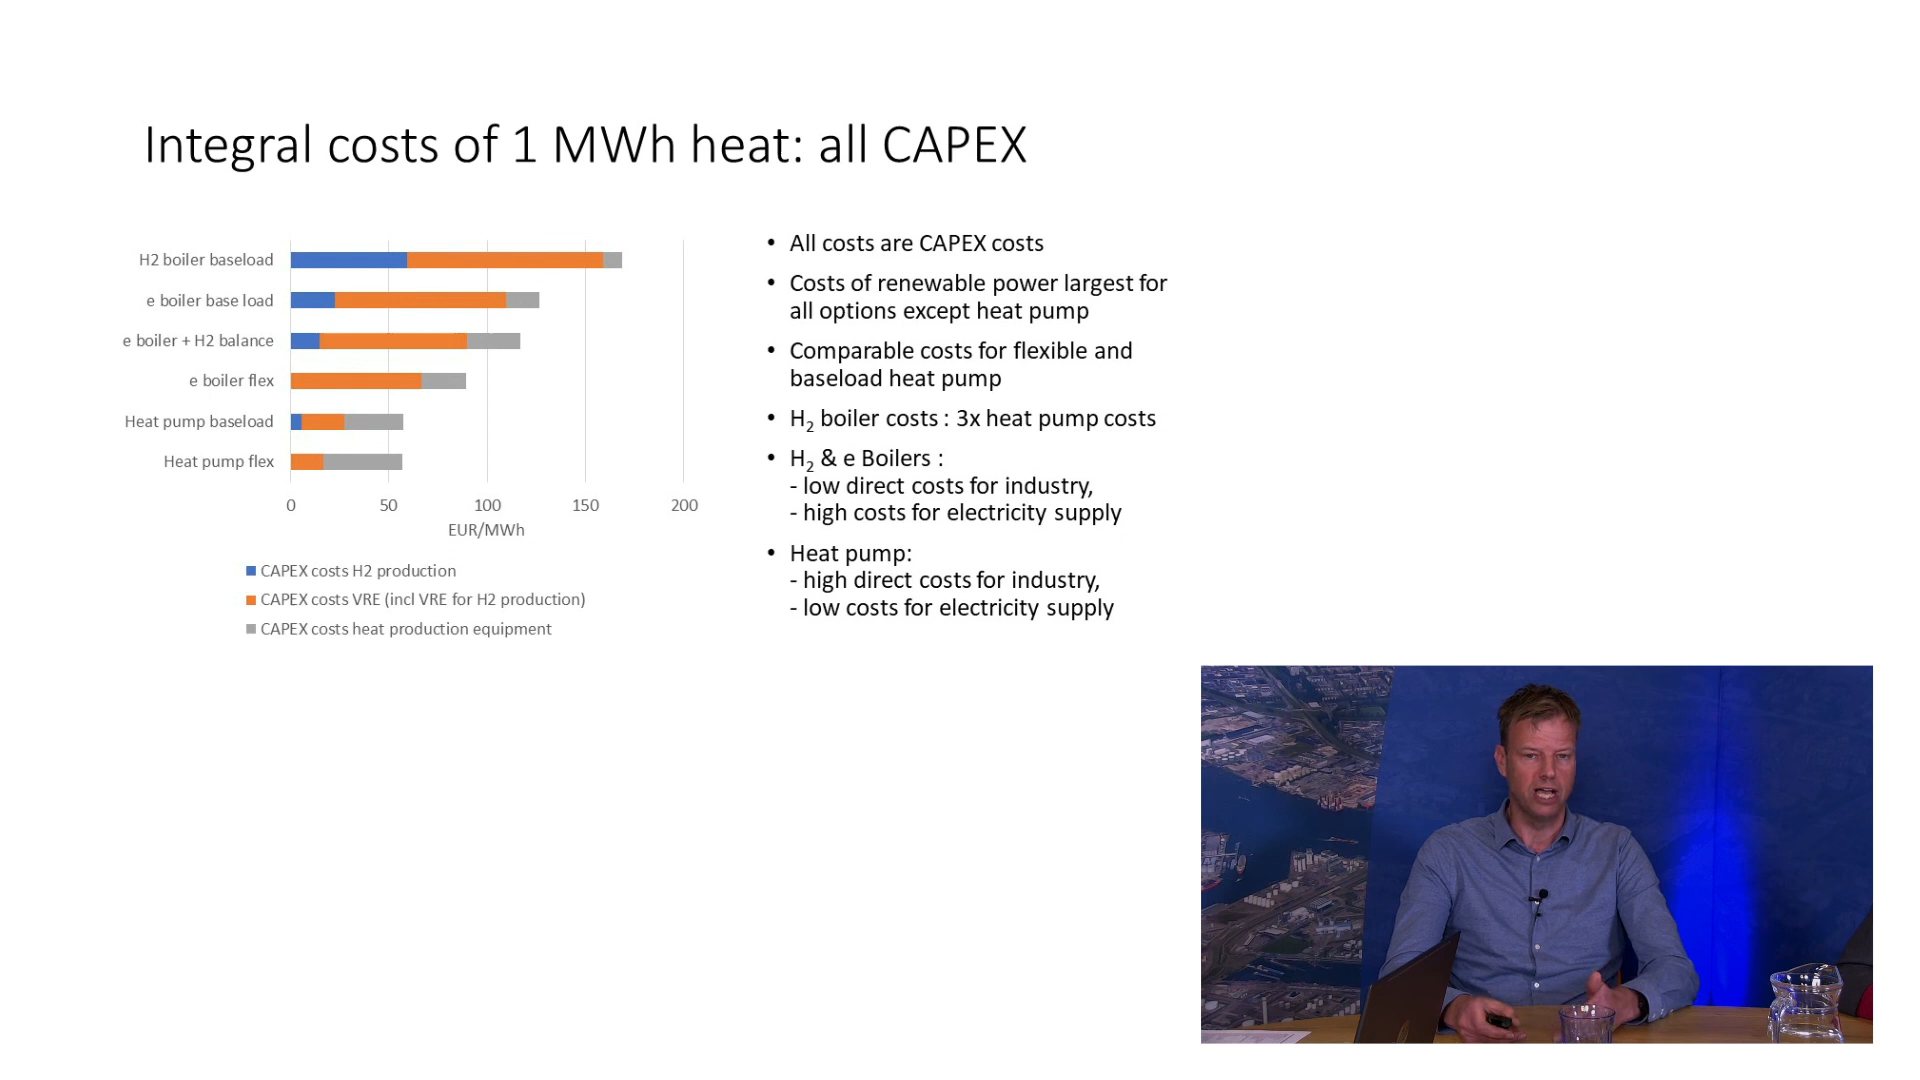 Integral costs of 1 MWh heat: all CAPEX
H2 boiler baseload
e boiler base load
e boiler + H2 balance
e boiler flex
Heat pump baseload
Heat pump flex
0 50 100 150 200
EUR/MWh
CAPEX costs H2 production
CAPEX costs VRE (incl VRE for H2 production)
CAPEX costs heat production equipment
• All costs are CAPEX costs
• Costs of renewable power largest for
all options except heat pump
• Comparable costs for flexible and
baseload heat pump
• H₂ boiler costs : 3x heat pump costs
• H₂ & e Boilers :
- low direct costs for industry,
- high costs for electricity supply
• Heat pump:
- high direct costs for industry,
- low costs for electricity supply